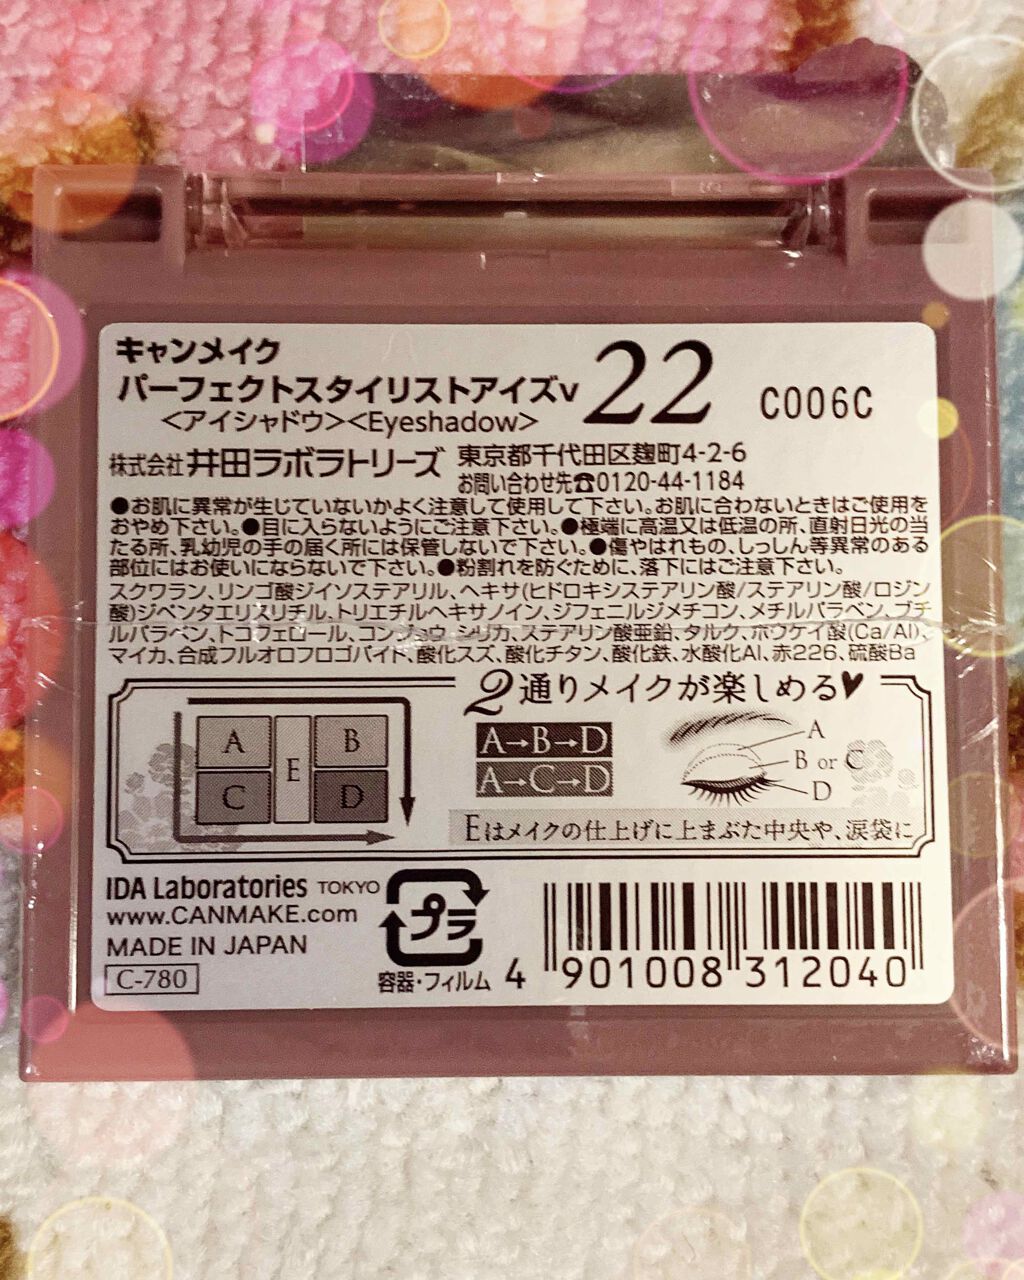 キャンメイク
パーフェクトスタイリストアイズv 22 C006C
<アイシャドウ><Eyeshadow>
株式会社 井田ラボラトリーズ 東京都千代田区麹町4-2-6
お問い合わせ先☎0120-44-1184
●お肌に異常が生じていないかよく注意して使用して下さい。お肌に合わないときはご使用を
おやめ下さい。●目に入らないようにご注意下さい。●極端に高温又は低温の所、直射日光の当
たる所、乳幼児の手の届く所には保管しないで下さい。●傷やはれもの、しっしん等異常のある
部位にはお使いにならないで下さい。●粉割れを防ぐために、落下にはご注意下さい。
スクワラン、リンゴ酸ジイソステアリル、ヘキサ(ヒドロキシステアリン酸/ステアリン酸/ロジン
酸)ジペンタエリスリチル、トリエチルヘキサノイン、ジフェニルジメチコン、メチルパラベン、ブチ
ルパラベン、トコフェロール、コンフリー、シリカ、ステアリン酸亜鉛、タルク、ホウケイ酸(Ca/Al)、
マイカ、合成フルオロフロゴパイト、酸化スズ、酸化チタン、酸化鉄、水酸化Al、赤226、硫酸Ba
2通りメイクが楽しめる♥
A B
E
C D
A→B→D
A→C→D
A
B or C
D
Eはメイクの仕上げに上まぶた中央や、涙袋に
IDA Laboratories TOKYO
www.CANMAKE.com
MADE IN JAPAN
C-780
プラ
容器・フィルム
4 901008 312040